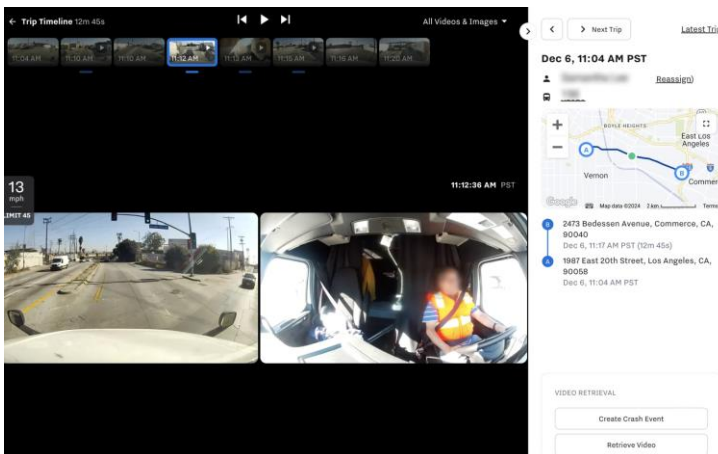 ← Trip Timeline 12m 45s
All Videos & Images
11:04 AM
11:10 AM
11:10 AM
11:12 AM
11:13 AM
11:15 AM
11:16 AM
11:20 AM
13
mph
LIMIT 45
11:12:36 AM PST
Next Trip
Latest Trip
Dec 6, 11:04 AM PST
Reassign)
BOYLE HEIGHTS
East Los
Angeles
A
B
Vernon
Commer
Google
Map data ©2024
2 km
Terms
B
2473 Bedessen Avenue, Commerce, CA,
90040
Dec 6, 11:17 AM PST (12m 45s)
A
1987 East 20th Street, Los Angeles, CA,
90058
Dec 6, 11:04 AM PST
VIDEO RETRIEVAL
Create Crash Event
Retrieve Video